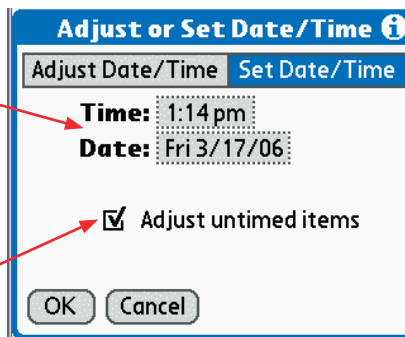 Adjust or Set Date/Time i
Adjust Date/Time Set Date/Time
Time: 1:14 pm
Date: Fri 3/17/06
Adjust untimed items
OK Cancel